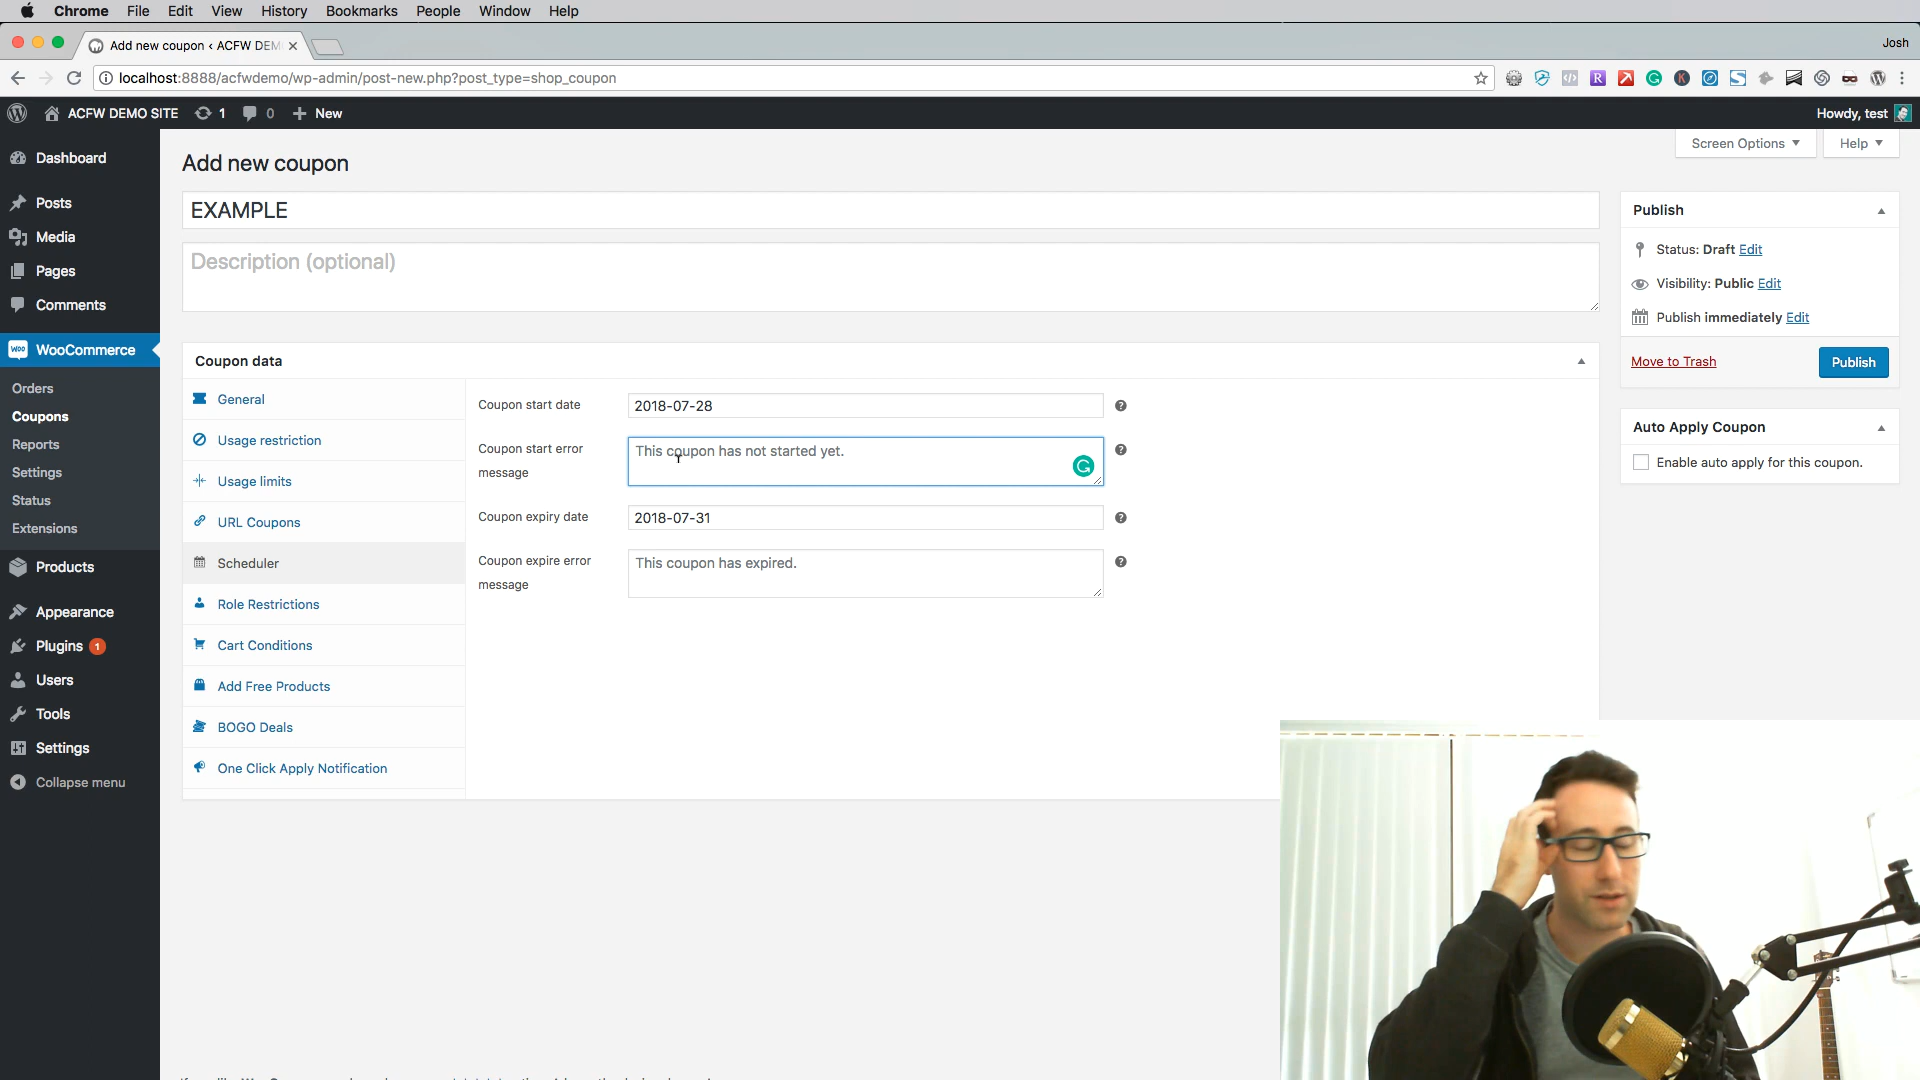 Chrome File Edit View History Bookmarks People Window Help
Add new coupon ‹ ACFW DEM
Josh
localhost:8888/acfwdemo/wp-admin/post-new.php?post_type=shop_coupon
ACFW DEMO SITE 1 0 New
Howdy, test
Screen Options Help
Dashboard
Posts
Media
Pages
Comments
WooCommerce
Orders
Coupons
Reports
Settings
Status
Extensions
Products
Appearance
Plugins 1
Users
Tools
Settings
Collapse menu
Add new coupon
EXAMPLE
Description (optional)
Coupon data
General
Usage restriction
Usage limits
URL Coupons
Scheduler
Role Restrictions
Cart Conditions
Add Free Products
BOGO Deals
One Click Apply Notification
Coupon start date
2018-07-28
Coupon start error
message
This coupon has not started yet.
Coupon expiry date
2018-07-31
Coupon expire error
message
This coupon has expired.
Publish
Status: Draft Edit
Visibility: Public Edit
Publish immediately Edit
Move to Trash
Publish
Auto Apply Coupon
Enable auto apply for this coupon.